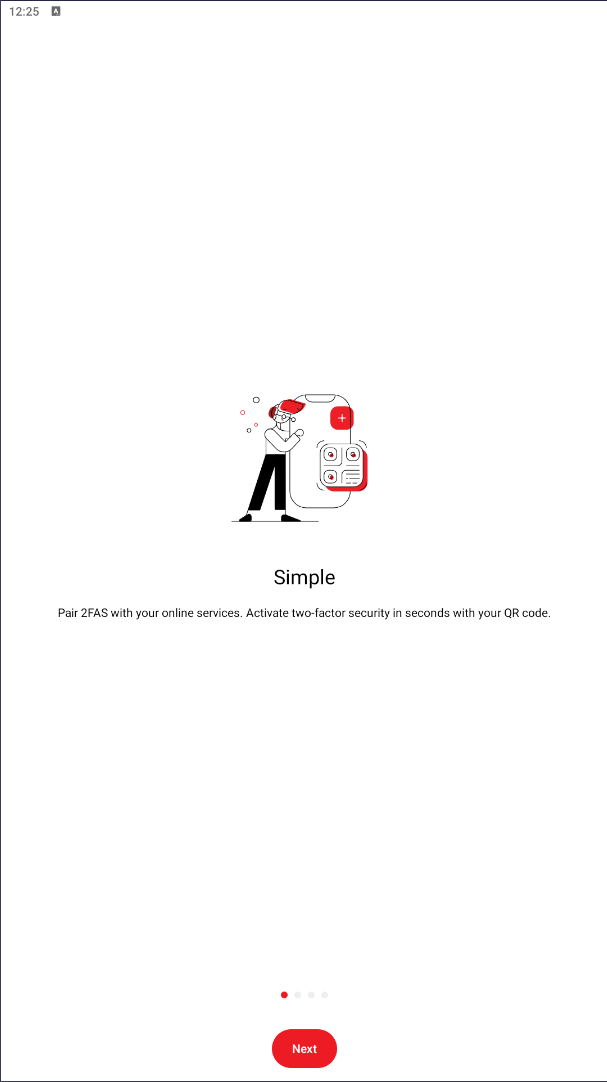 12:25
Simple
Pair 2FAS with your online services. Activate two-factor security in seconds with your QR code.
Next